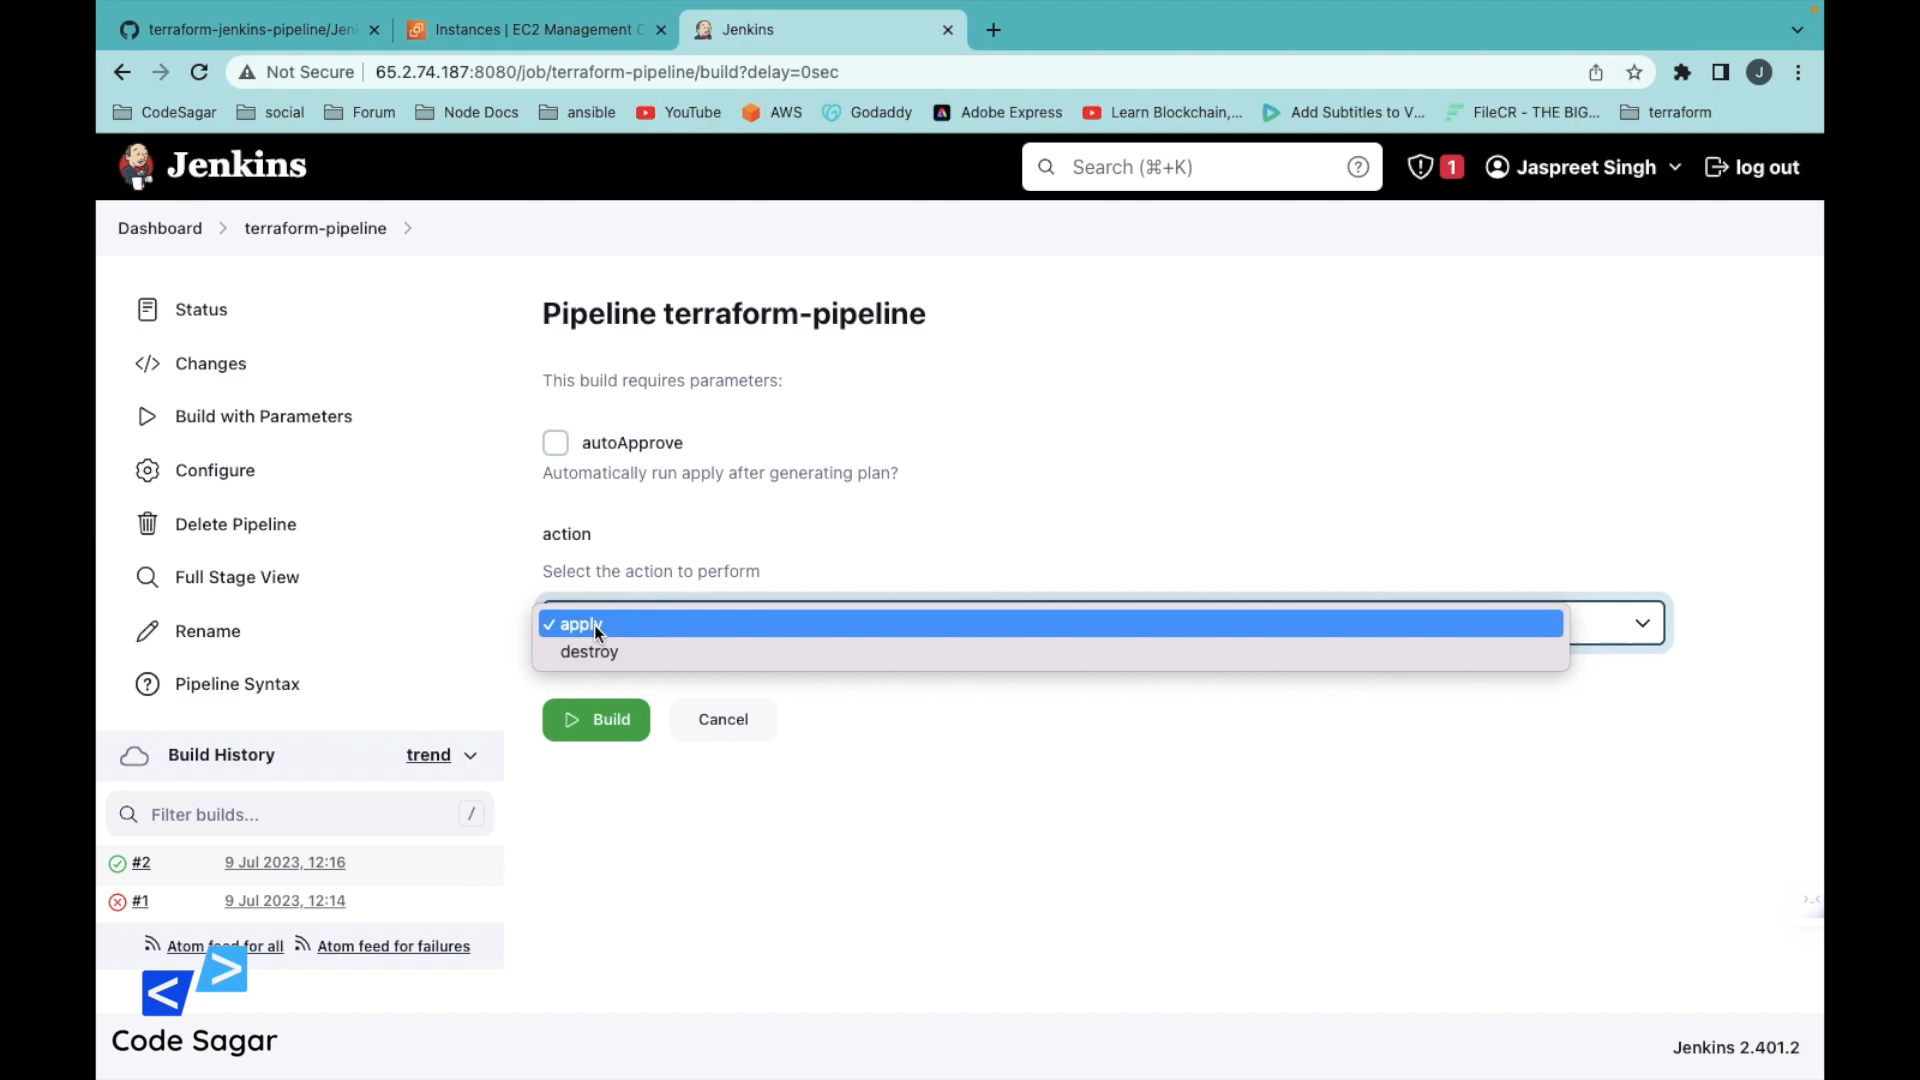 terraform-jenkins-pipeline/Jen
Instances | EC2 Management C
Jenkins
Not Secure
65.2.74.187:8080/job/terraform-pipeline/build?delay=0sec
J
CodeSagar
social
Forum
Node Docs
ansible
YouTube
AWS
Godaddy
Adobe Express
Learn Blockchain,...
Add Subtitles to V...
FileCR - THE BIG...
terraform
Jenkins
Search (⌘+K)
1
Jaspreet Singh
log out
Dashboard
terraform-pipeline
Status
Changes
Build with Parameters
Configure
Delete Pipeline
Full Stage View
Rename
Pipeline Syntax
Build History
trend
Filter builds...
/
#2
9 Jul 2023, 12:16
#1
9 Jul 2023, 12:14
Atom feed for all
Atom feed for failures
Pipeline terraform-pipeline
This build requires parameters:
autoApprove
Automatically run apply after generating plan?
action
Select the action to perform
apply
destroy
Build
Cancel
Code Sagar
Jenkins 2.401.2